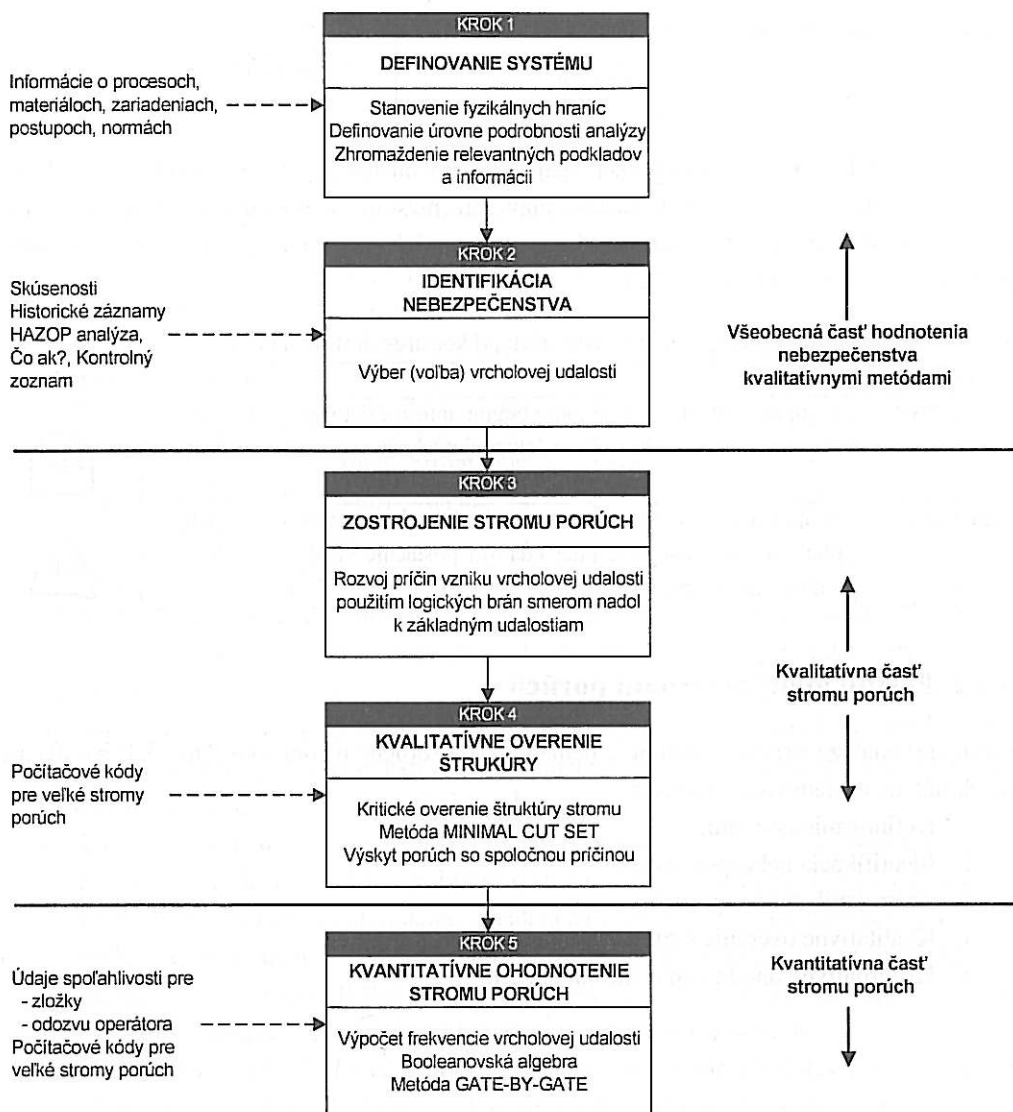 KROK 1
DEFINOVANIE SYSTÉMU
Informácie o procesoch,
materiáloch, zariadeniach,
postupoch, normách
Stanovenie fyzikálnych hraníc
Definovanie úrovne podrobnosti analýzy
Zhromaždenie relevantných podkladov
a informácii
KROK 2
IDENTIFIKÁCIA
NEBEZPEČENSTVA
Skúsenosti
Historické záznamy
HAZOP analýza,
Čo ak?, Kontrolný
zoznam
Výber (voľba) vrcholovej udalosti
Všeobecná časť hodnotenia
nebezpečenstva
kvalitatívnymi metódami
KROK 3
ZOSTROJENIE STROMU PORÚCH
Rozvoj príčin vzniku vrcholovej udalosti
použitím logických brán smerom nadol
k základným udalostiam
Kvalitatívna časť
stromu porúch
KROK 4
KVALITATÍVNE OVERENIE
ŠTRUKÚRY
Počítačové kódy
pre veľké stromy
porúch
Kritické overenie štruktúry stromu
Metóda MINIMAL CUT SET
Výskyt porúch so spoločnou príčinou
KROK 5
KVANTITATÍVNE OHODNOTENIE
STROMU PORÚCH
Údaje spoľahlivosti pre
- zložky
- odozvu operátora
Počítačové kódy pre
veľké stromy porúch
Výpočet frekvencie vrcholovej udalosti
Booleanovská algebra
Metóda GATE-BY-GATE
Kvantitatívna časť
stromu porúch